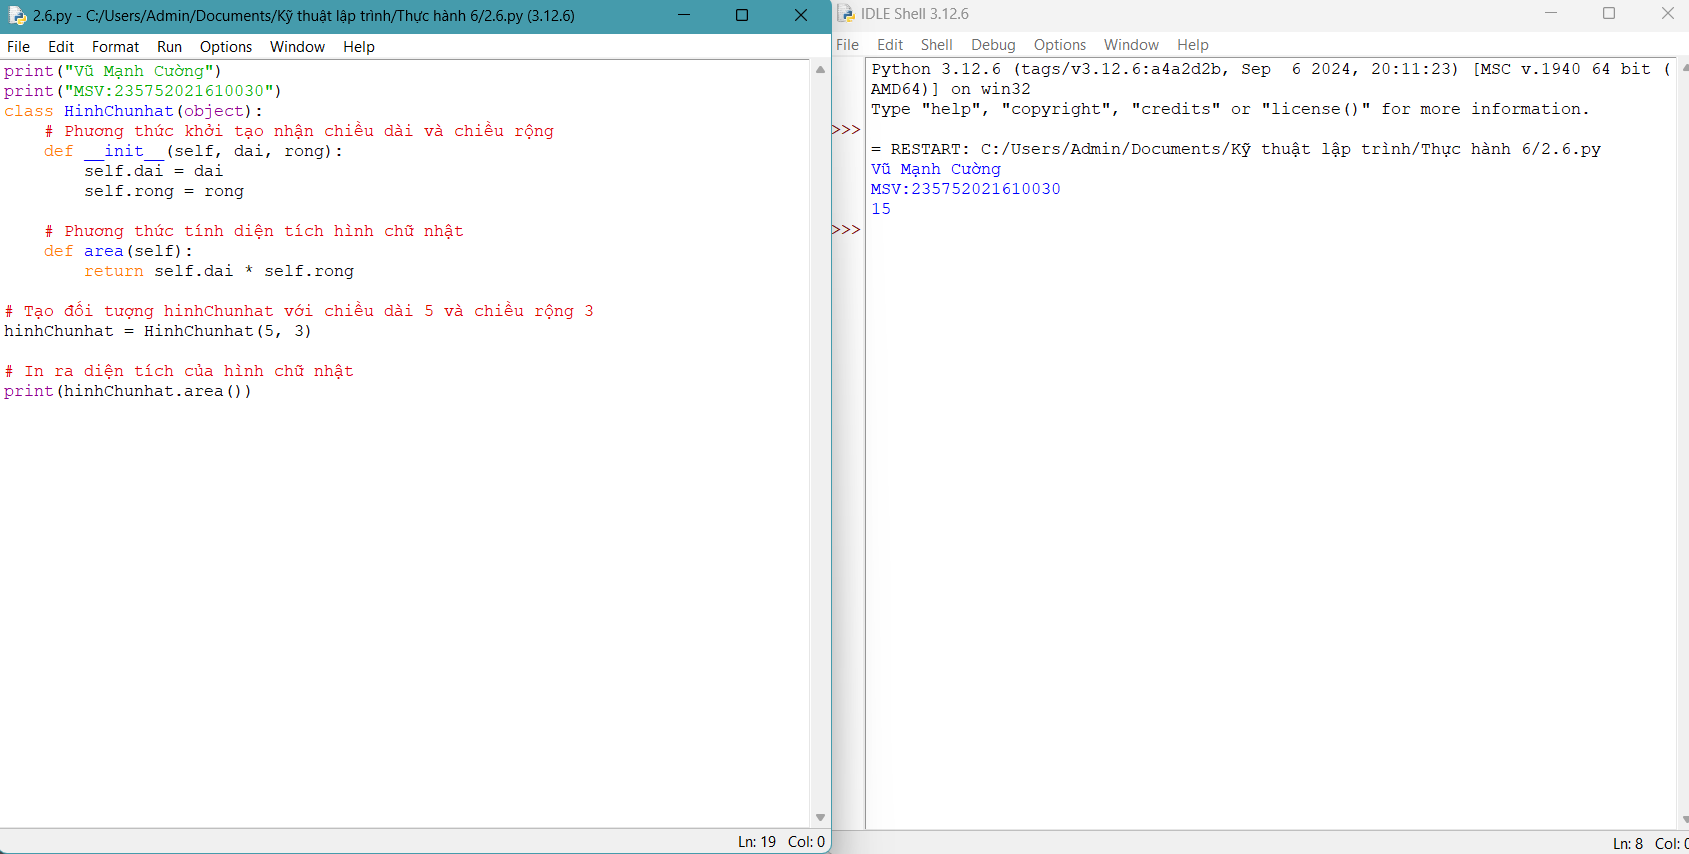 2.6.py - C:/Users/Admin/Documents/Kỹ thuật lập trình/Thực hành 6/2.6.py (3.12.6)
File Edit Format Run Options Window Help
print("Vũ Mạnh Cường")
print("MSV:235752021610030")
class HinhChunhat(object):
    # Phương thức khởi tạo nhận chiều dài và chiều rộng
    def __init__(self, dai, rong):
        self.dai = dai
        self.rong = rong
    # Phương thức tính diện tích hình chữ nhật
    def area(self):
        return self.dai * self.rong
# Tạo đối tượng hinhChunhat với chiều dài 5 và chiều rộng 3
hinhChunhat = HinhChunhat(5, 3)
# In ra diện tích của hình chữ nhật
print(hinhChunhat.area())
Ln: 19 Col: 0
IDLE Shell 3.12.6
File Edit Shell Debug Options Window Help
Python 3.12.6 (tags/v3.12.6:a4a2d2b, Sep  6 2024, 20:11:23) [MSC v.1940 64 bit (
AMD64)] on win32
Type "help", "copyright", "credits" or "license()" for more information.
>>>
= RESTART: C:/Users/Admin/Documents/Kỹ thuật lập trình/Thực hành 6/2.6.py
Vũ Mạnh Cường
MSV:235752021610030
15
>>>
Ln: 8 Col: 0